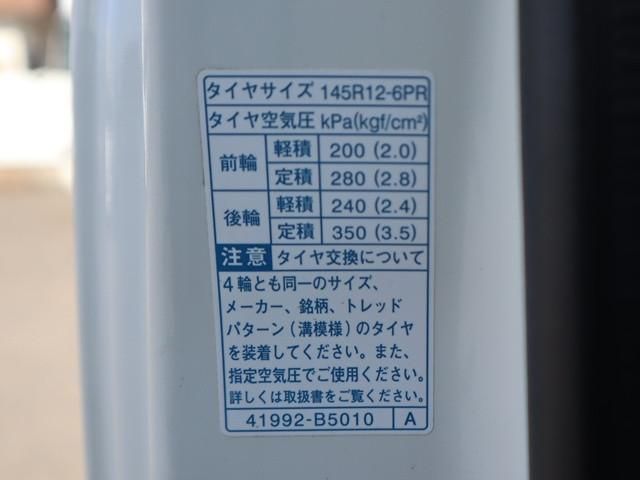 タイヤサイズ 145R12-6PR
タイヤ空気圧 kPa(kgf/cm²)
前輪 軽積 200 (2.0)
定積 280 (2.8)
後輪 軽積 240 (2.4)
定積 350 (3.5)
注意 タイヤ交換について
4輪とも同一のサイズ、
メーカー、銘柄、トレッド
パターン(溝模様)のタイヤ
を装着してください。また、
指定空気圧でご使用ください。
詳しくは取扱書をご覧ください。
41992-B5010 A